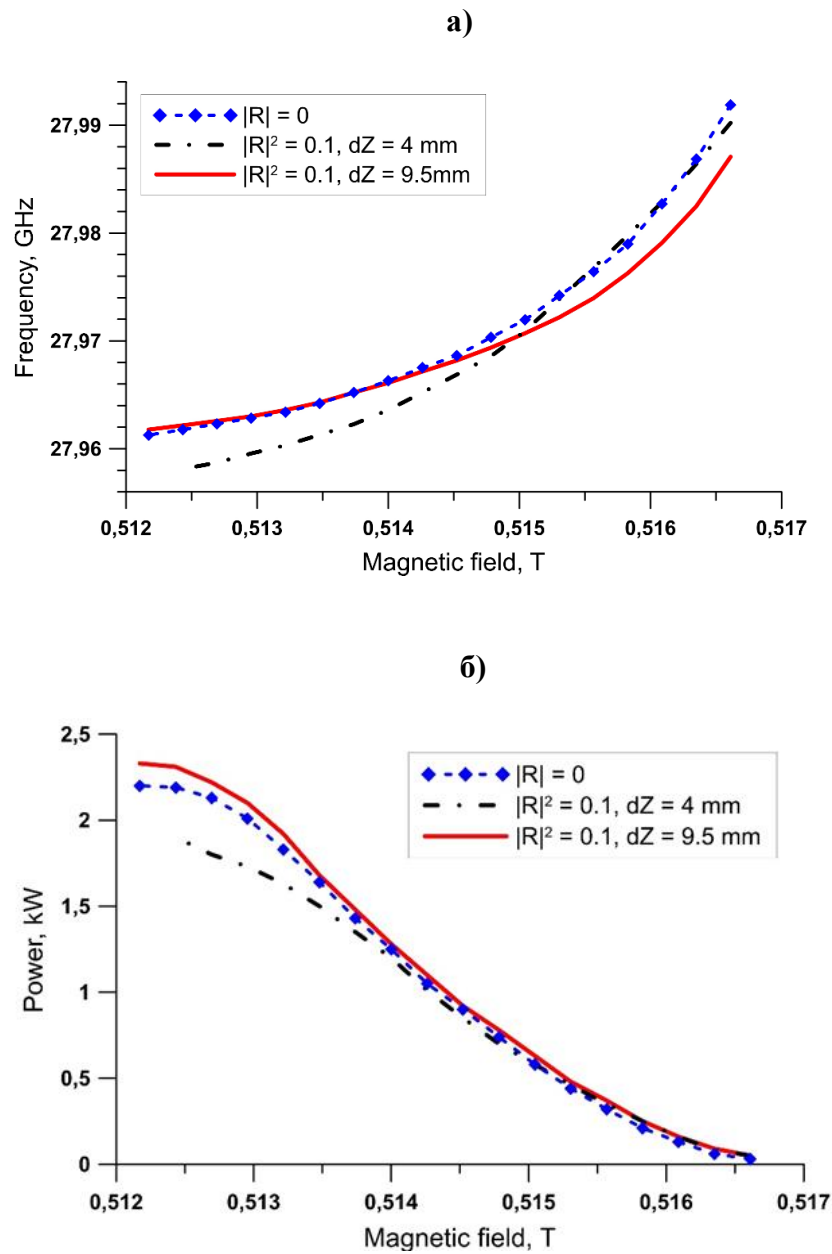 а)
Frequency, GHz
27,99
27,98
27,97
27,96
|R| = 0
|R|² = 0.1, dZ = 4 mm
|R|² = 0.1, dZ = 9.5mm
0,512 0,513 0,514 0,515 0,516 0,517
Magnetic field, T
б)
Power, kW
2,5
2
1,5
1
0,5
0
|R| = 0
|R|² = 0.1, dZ = 4 mm
|R|² = 0.1, dZ = 9.5 mm
0,512 0,513 0,514 0,515 0,516 0,517
Magnetic field, T